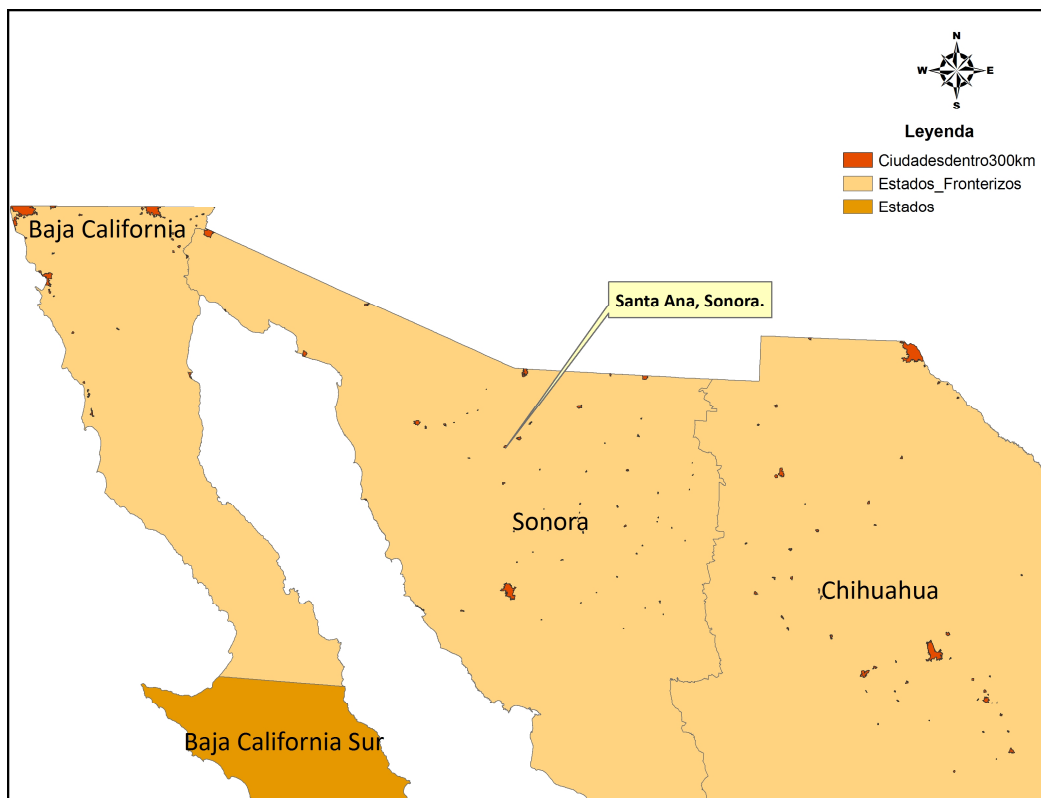 N
W E
S
Leyenda
Ciudadesdentro300km
Estados_Fronterizos
Estados
Baja California
Santa Ana, Sonora.
Sonora
Chihuahua
Baja California Sur